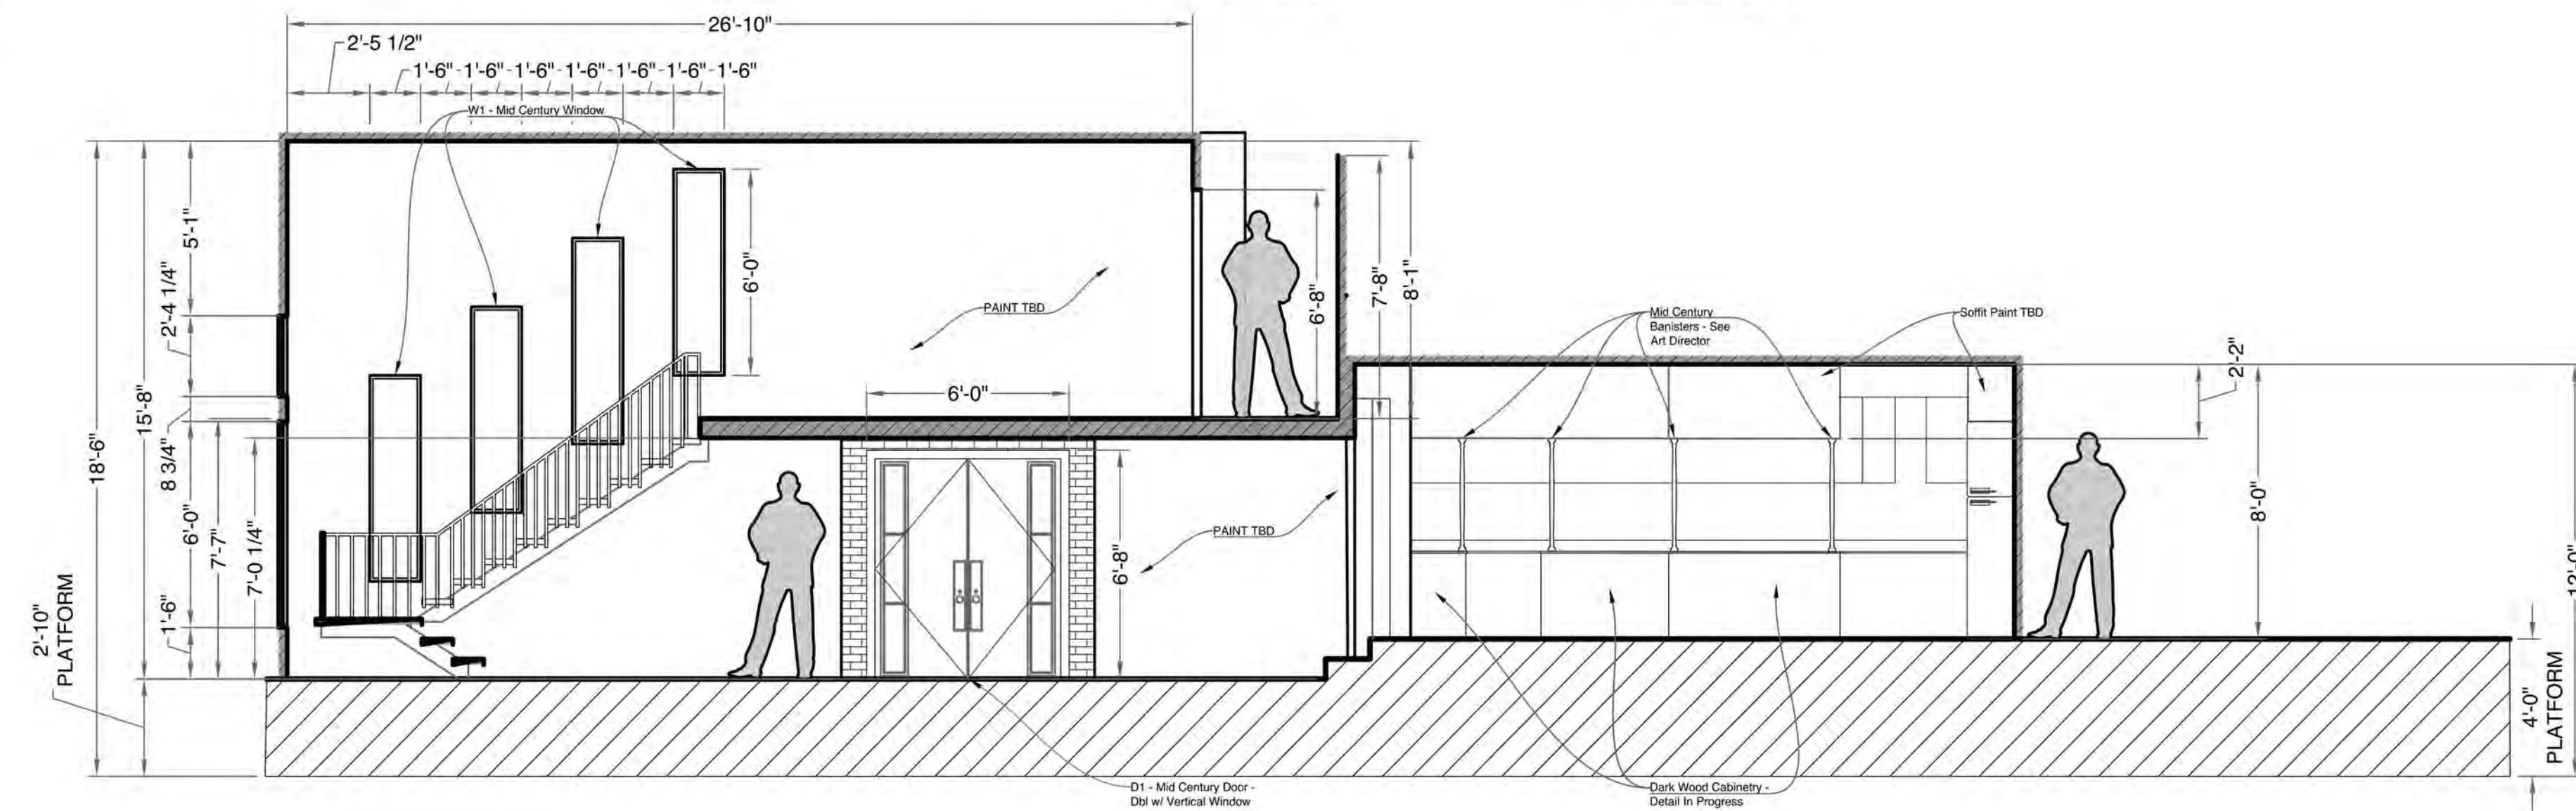 26'-10"
2'-5 1/2"
1'-6" 1'-6" 1'-6" 1'-6" 1'-6" 1'-6" 1'-6"
W1 - Mid Century Window
18'-6"
15'-8"
5'-1"
2'-4 1/4"
8 3/4"
6'-0"
7'-7"
7'-0 1/4"
1'-6"
2'-10"
PLATFORM
6'-0"
PAINT TBD
6'-0"
6'-8"
PAINT TBD
6'-8"
7'-8"
8'-1"
Mid Century
Banisters - See
Art Director
Soffit Paint TBD
2'-2"
8'-0"
12'-0"
4'-0"
PLATFORM
D1 - Mid Century Door -
Dbl w/ Vertical Window
Dark Wood Cabinetry -
Detail In Progress